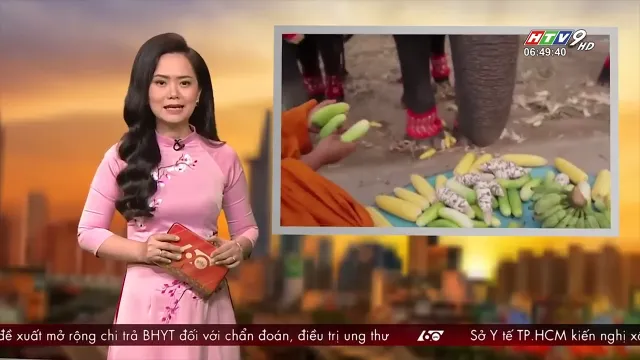 HTV9 HD
06:49:40
đề xuất mở rộng chi trả BHYT đối với chẩn đoán, điều trị ung thư
Sở Y tế TP.HCM kiến nghị x